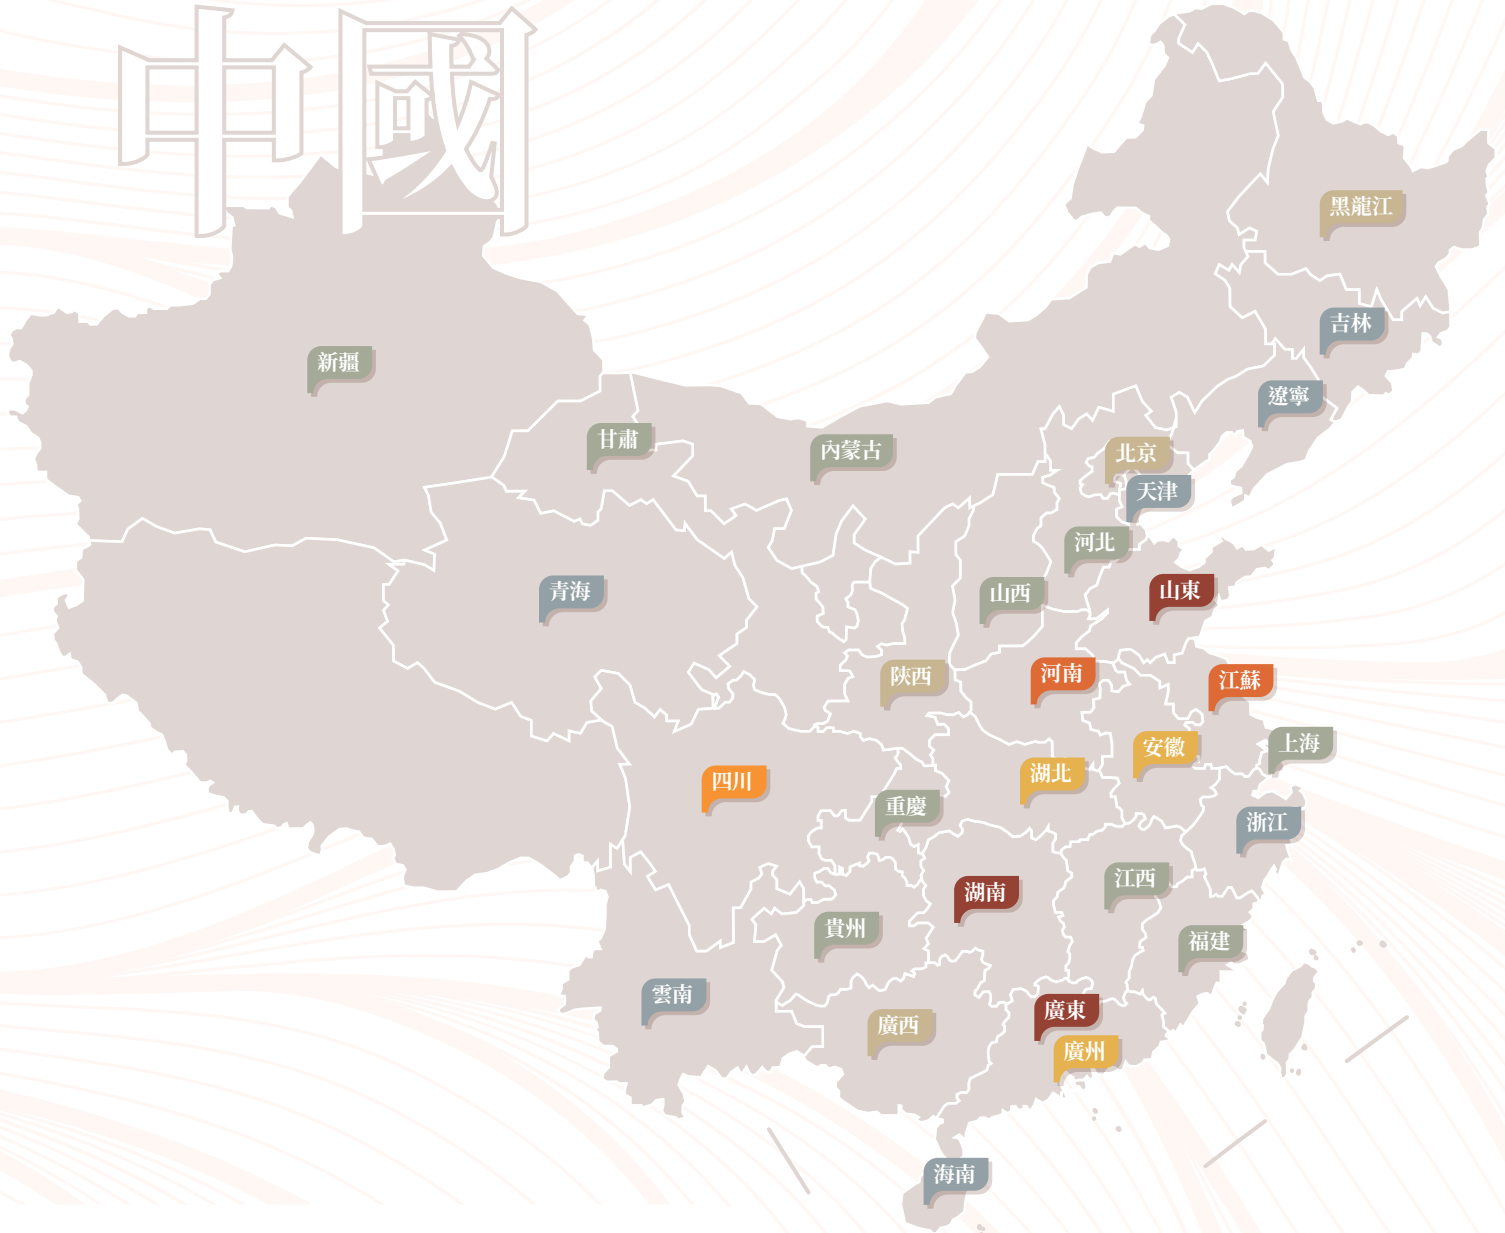 中國
黑龍江
吉林
新疆
遼寧
甘肅
內蒙古
北京
天津
河北
青海
山西
山東
陝西
河南
江蘇
上海
安徽
四川
湖北
重慶
浙江
江西
湖南
貴州
福建
雲南
廣西
廣東
廣州
海南